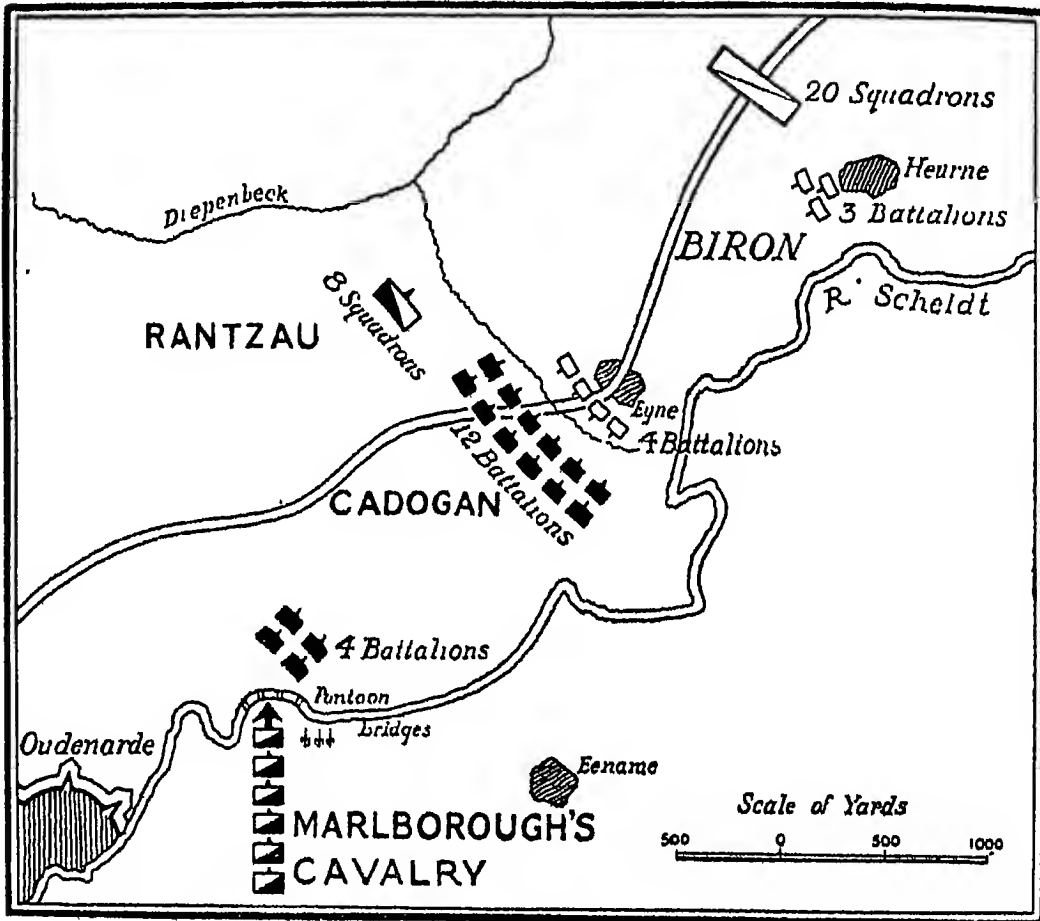 20 Squadrons
Heurne
3 Battalions
Diepenbeck
BIRON
R. Scheldt
8 Squadrons
RANTZAU
Eyne
4 Battalions
12 Battalions
CADOGAN
4 Battalions
Pontoon
bridges
Oudenarde
Eename
MARLBOROUGH'S
CAVALRY
Scale of Yards
500 0 500 1000